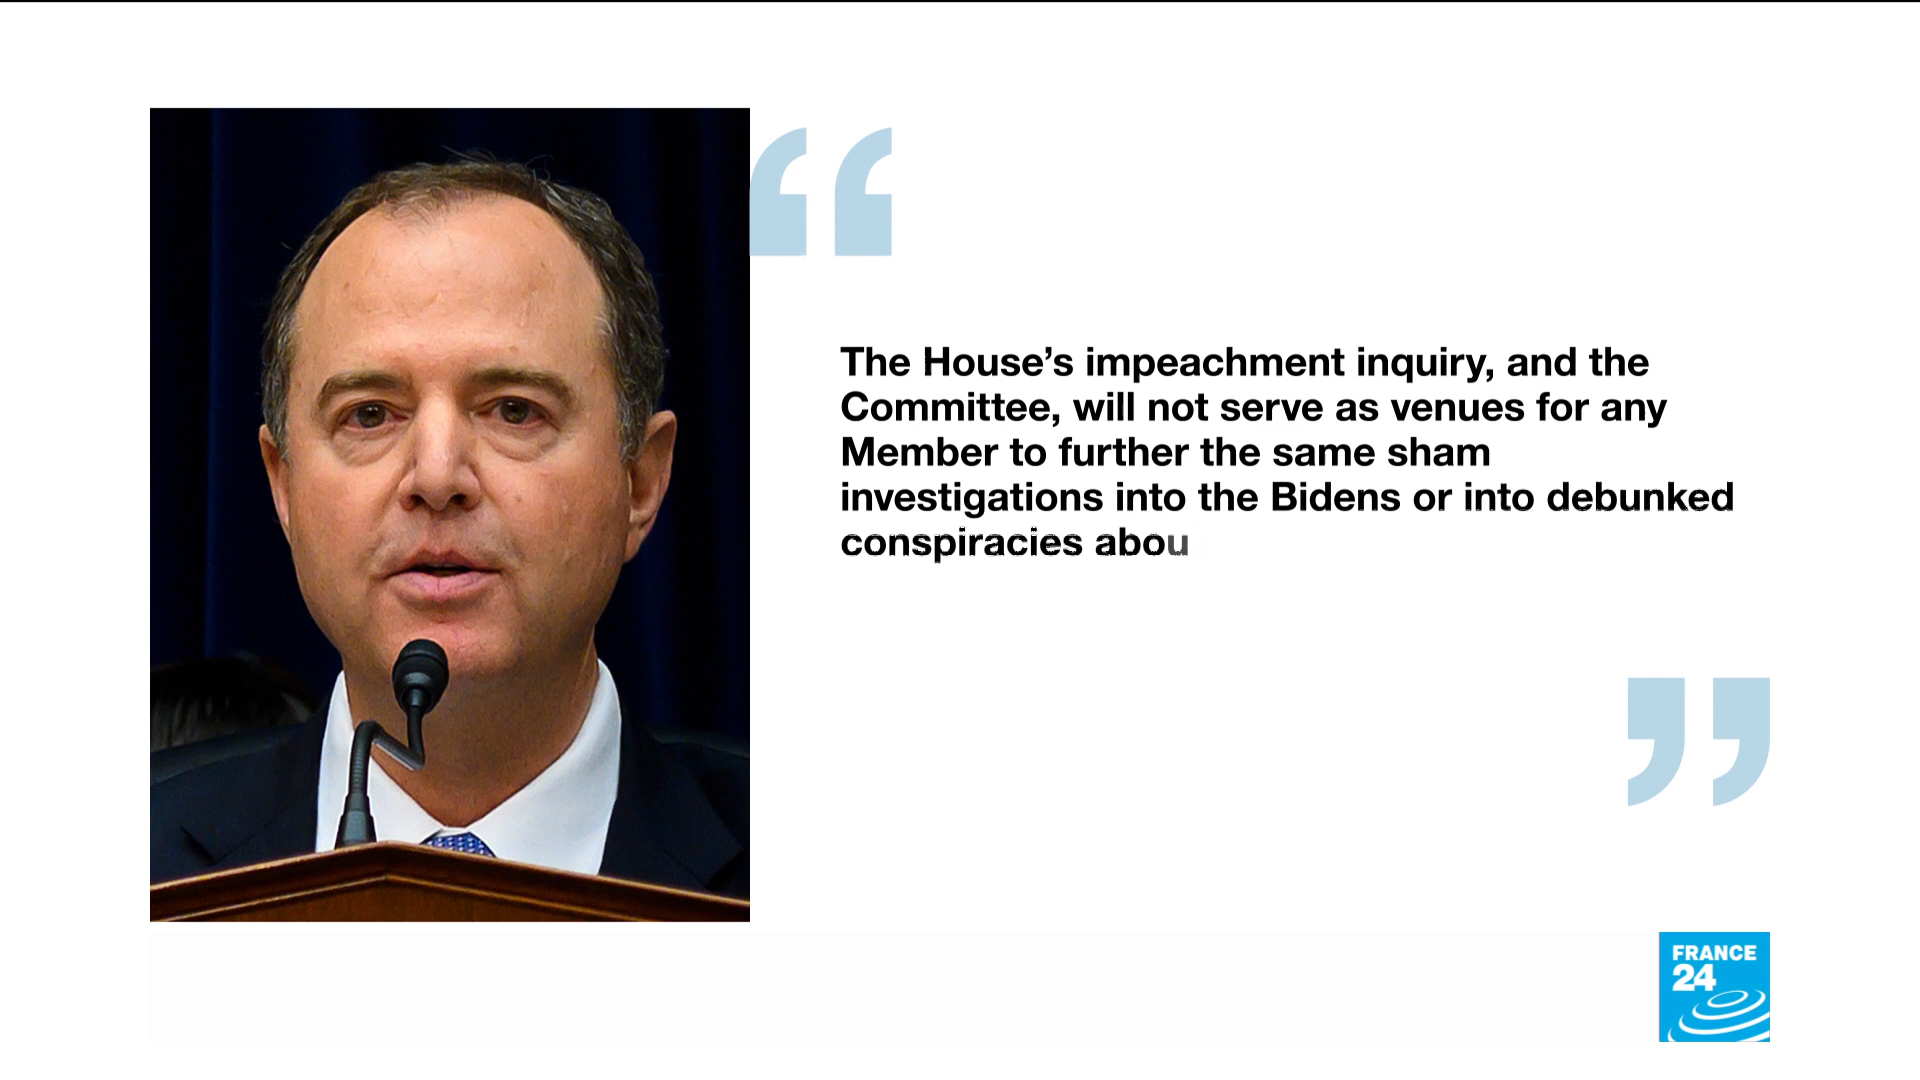 The House’s impeachment inquiry, and the
Committee, will not serve as venues for any
Member to further the same sham
investigations into the Bidens or into debunked
conspiracies abou
FRANCE
24